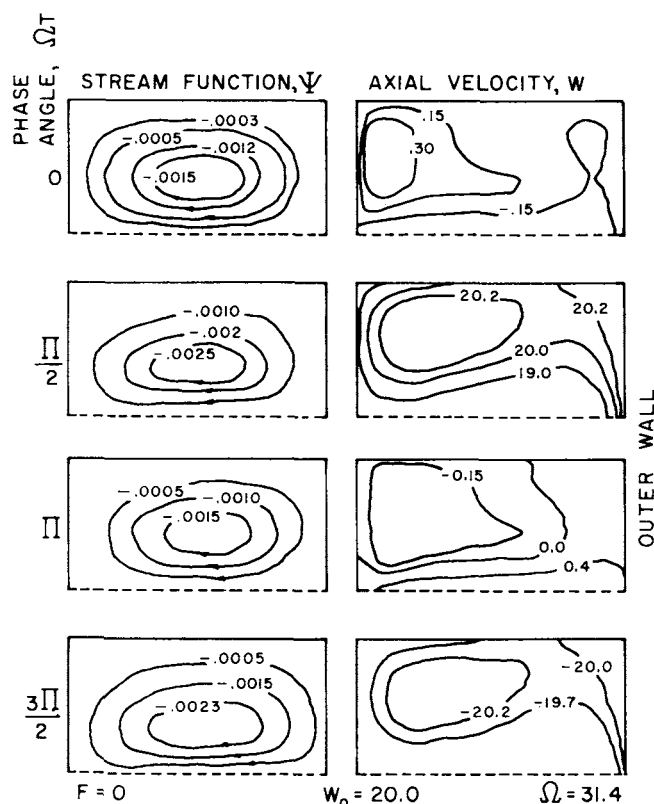 PHASE
ANGLE, ΩT
STREAM FUNCTION, Ψ
AXIAL VELOCITY, W
0
-.0003
-.0005
-.0012
-.0015
.15
.30
-.15
Π/2
-.0010
-.002
-.0025
20.2
20.2
20.0
19.0
Π
-.0005
-.0010
-.0015
-0.15
0.0
0.4
3Π/2
-.0005
-.0015
-.0023
-20.0
-20.2
-19.7
OUTER WALL
F = 0
W₀ = 20.0
Ω = 31.4